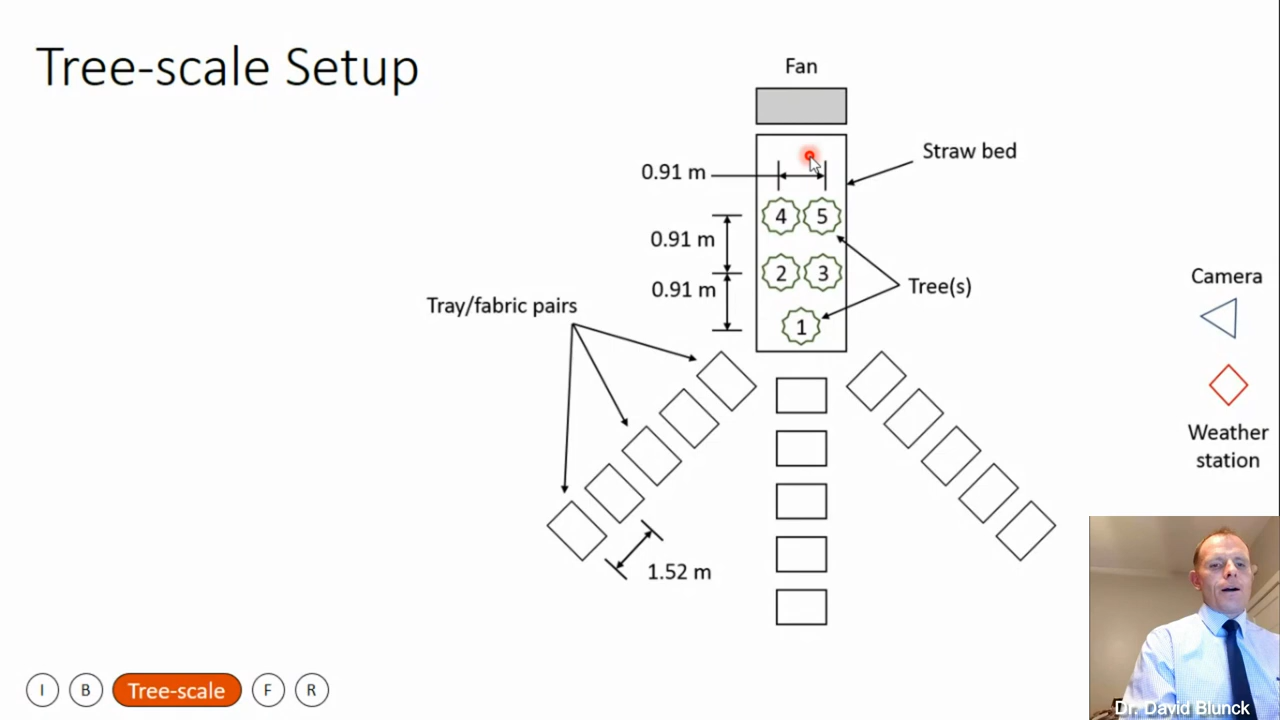 Tree-scale Setup
Fan
Straw bed
0.91 m
4 5
0.91 m
2 3
0.91 m
Tree(s)
1
Tray/fabric pairs
1.52 m
Camera
Weather
station
I B Tree-scale F R
Dr. David Blunck